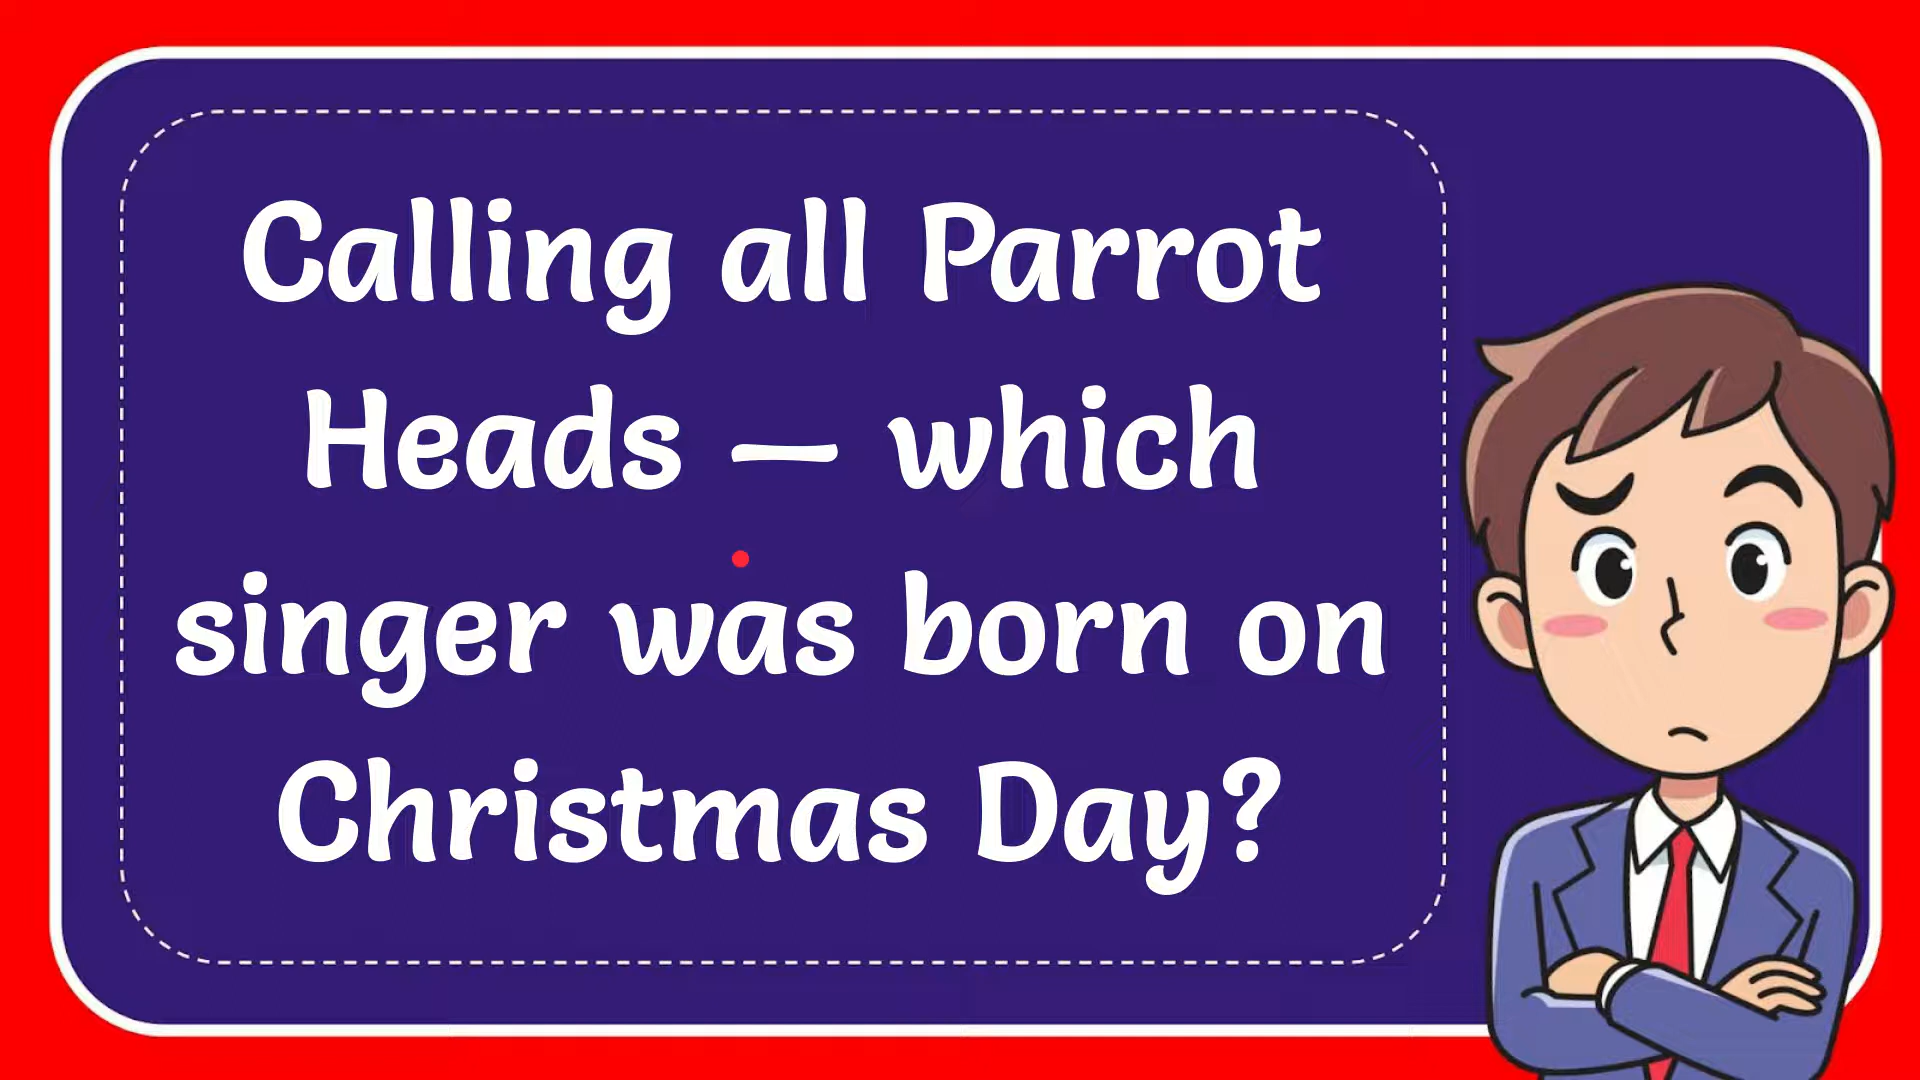 Calling all Parrot
Heads — which
singer was born on
Christmas Day?